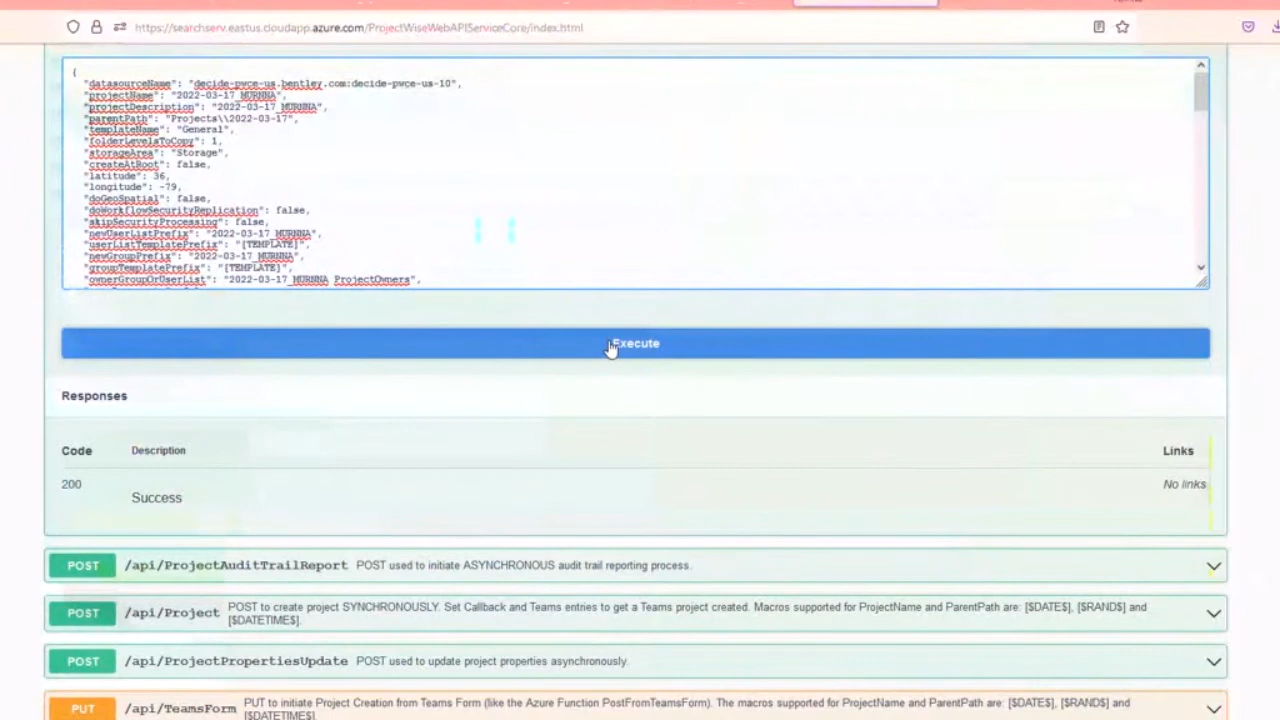 https://searchserv.eastus.cloudapp.azure.com/ProjectWiseWebAPIServiceCore/index.html
{
"datasourceName": "decide-pwce-us.bentley.com:decide-pwce-us-10",
"projectName": "2022-03-17_MURNNA",
"projectDescription": "2022-03-17_MURNNA",
"parentPath": "Projects\\2022-03-17",
"templateName": "General",
"folderLevelsToCopy": 1,
"storageArea": "Storage",
"createAtRoot": false,
"latitude": 36,
"longitude": -79,
"doGeoSpatial": false,
"doWorkflowSecurityReplication": false,
"skipSecurityProcessing": false,
"newUserListPrefix": "2022-03-17_MURNNA",
"userListTemplatePrefix": "[TEMPLATE]",
"newGroupPrefix": "2022-03-17_MURNNA",
"groupTemplatePrefix": "[TEMPLATE]",
"ownerGroupOrUserList": "2022-03-17_MURNNA_ProjectOwners",
Execute
Responses
Code Description Links
200 Success No links
POST /api/ProjectAuditTrailReport POST used to initiate ASYNCHRONOUS audit trail reporting process.
POST /api/Project POST to create project SYNCHRONOUSLY. Set Callback and Teams entries to get a Teams project created. Macros supported for ProjectName and ParentPath are: [$DATE$], [$RAND$] and
[$DATETIME$].
POST /api/ProjectPropertiesUpdate POST used to update project properties asynchronously.
PUT /api/TeamsForm PUT to initiate Project Creation from Teams Form (like the Azure Function PostFromTeamsForm). The macros supported for ProjectName and ParentPath are: [$DATE$], [$RAND$] and
[$DATETIME$].